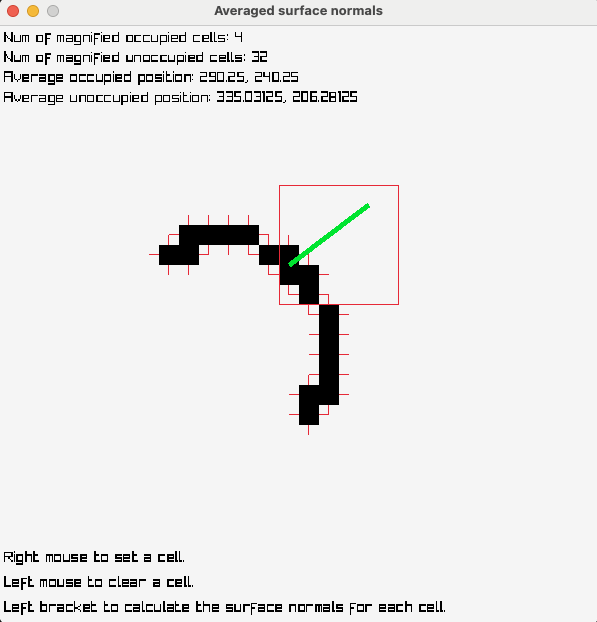 Averaged surface normals
Num of magnified occupied cells: 4
Num of magnified unoccupied cells: 32
Average occupied position: 290.25, 240.25
Average unoccupied position: 335.03125, 206.28125
Right mouse to set a cell.
Left mouse to clear a cell.
Left bracket to calculate the surface normals for each cell.